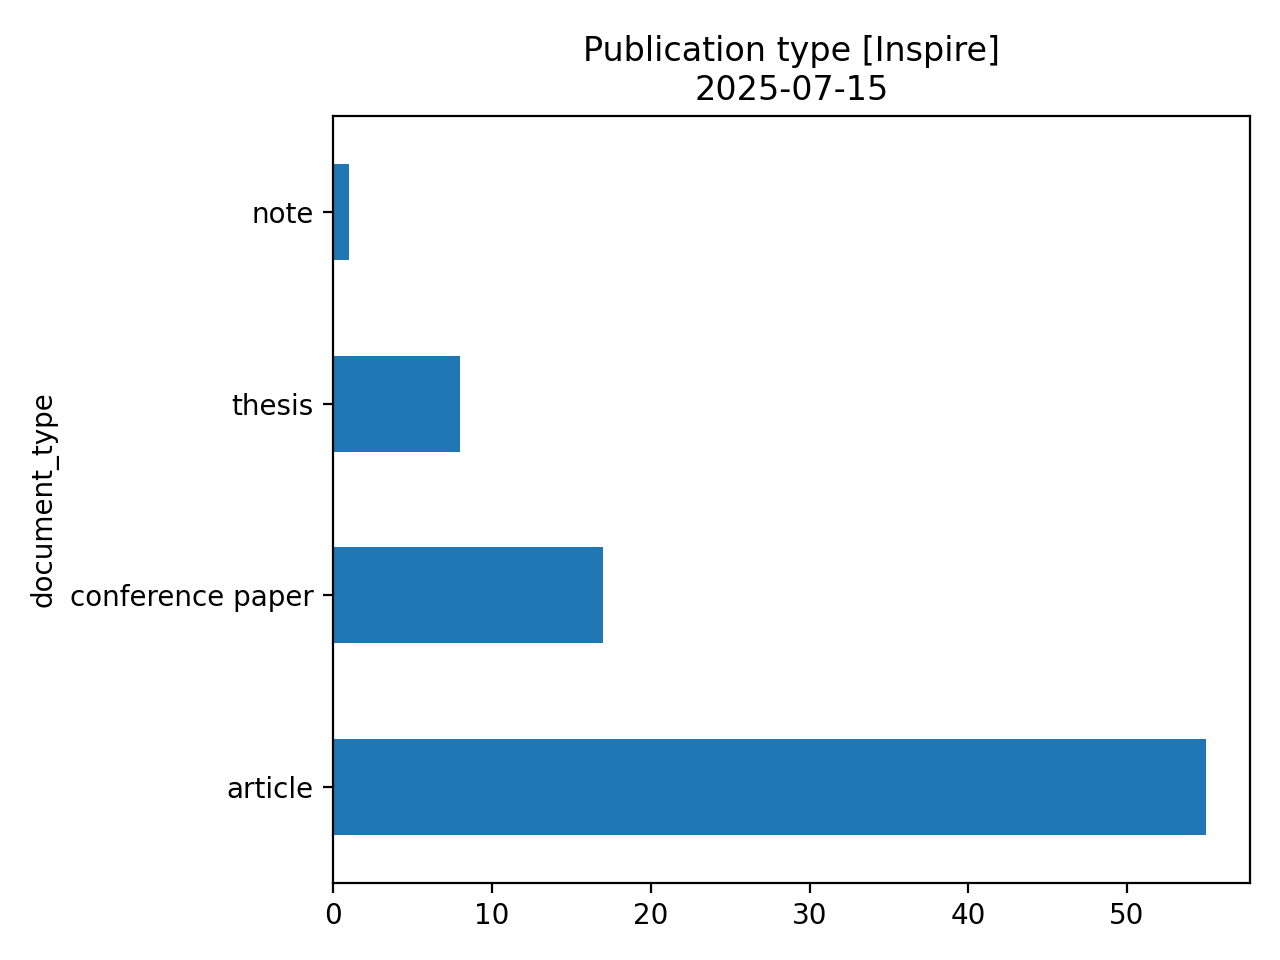 Publication type [Inspire]
2025-07-15
note
thesis
conference paper
article
document_type
0 10 20 30 40 50